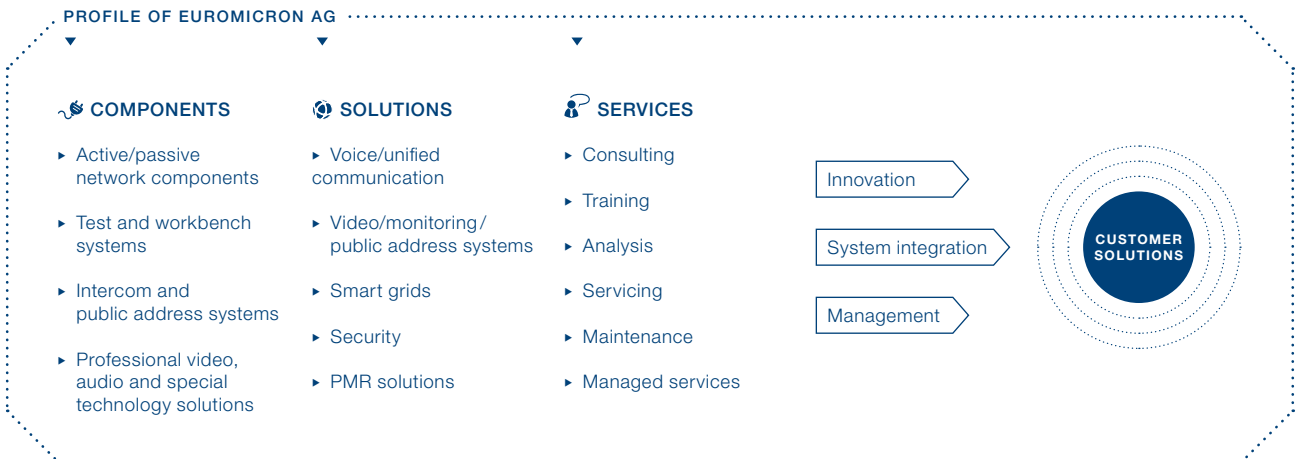 PROFILE OF EUROMICRON AG
COMPONENTS
Active/passive
network components
Test and workbench
systems
Intercom and
public address systems
Professional video,
audio and special
technology solutions
SOLUTIONS
Voice/unified
communication
Video/monitoring/
public address systems
Smart grids
Security
PMR solutions
SERVICES
Consulting
Training
Analysis
Servicing
Maintenance
Managed services
Innovation
System integration
Management
CUSTOMER
SOLUTIONS